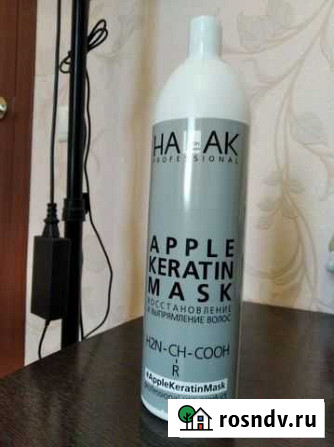 HALAK
PROFESSIONAL
APPLE
KERATIN
MASK
ВОССТАНОВЛЕНИЕ
И ВЫПРЯМЛЕНИЕ ВОЛОС
H2N-CH-COOH
R
#AppleKeratinMask
rosndv.ru